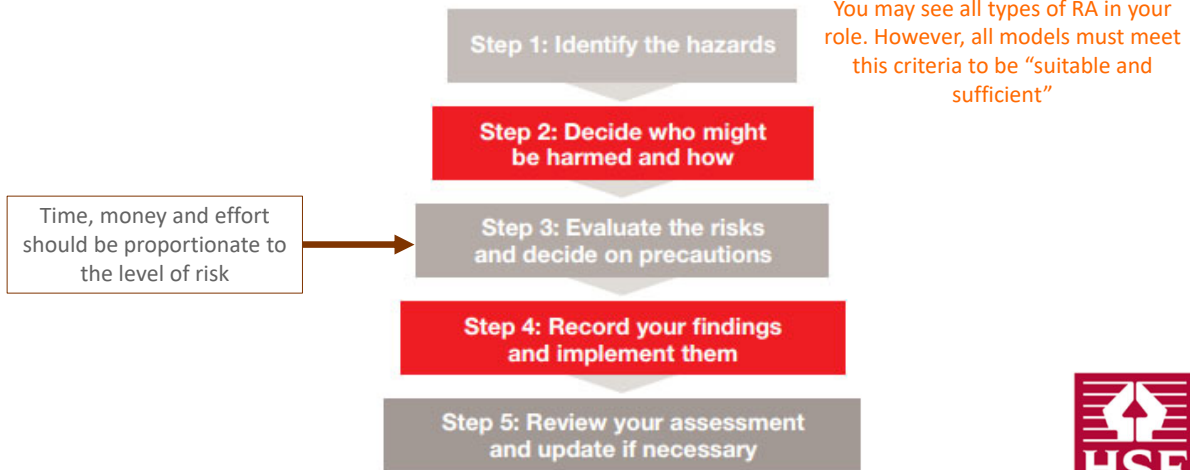 You may see all types of RA in your
role. However, all models must meet
this criteria to be “suitable and
sufficient”
Step 1: Identify the hazards
Step 2: Decide who might
be harmed and how
Time, money and effort
should be proportionate to
the level of risk
Step 3: Evaluate the risks
and decide on precautions
Step 4: Record your findings
and implement them
Step 5: Review your assessment
and update if necessary
HSE